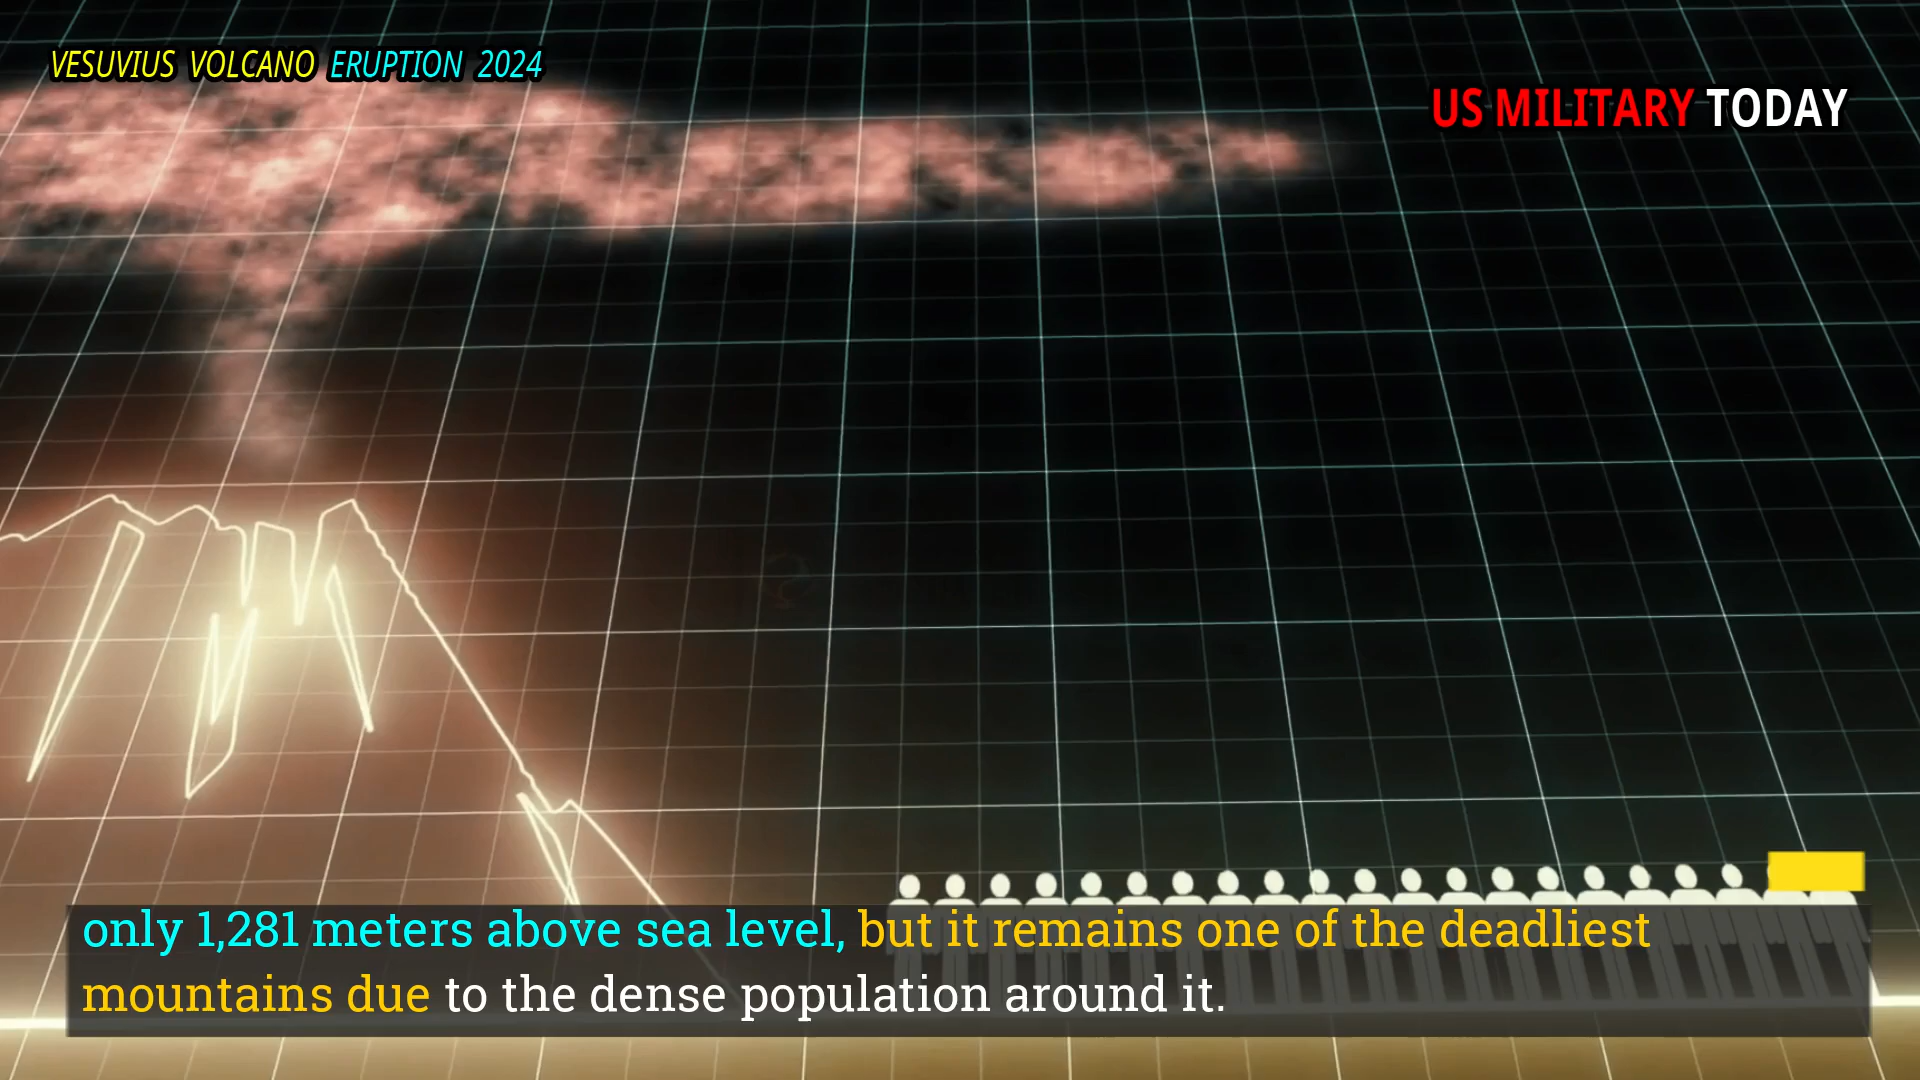 VESUVIUS VOLCANO ERUPTION 2024
US MILITARY TODAY
only 1,281 meters above sea level, but it remains one of the deadliest
mountains due to the dense population around it.